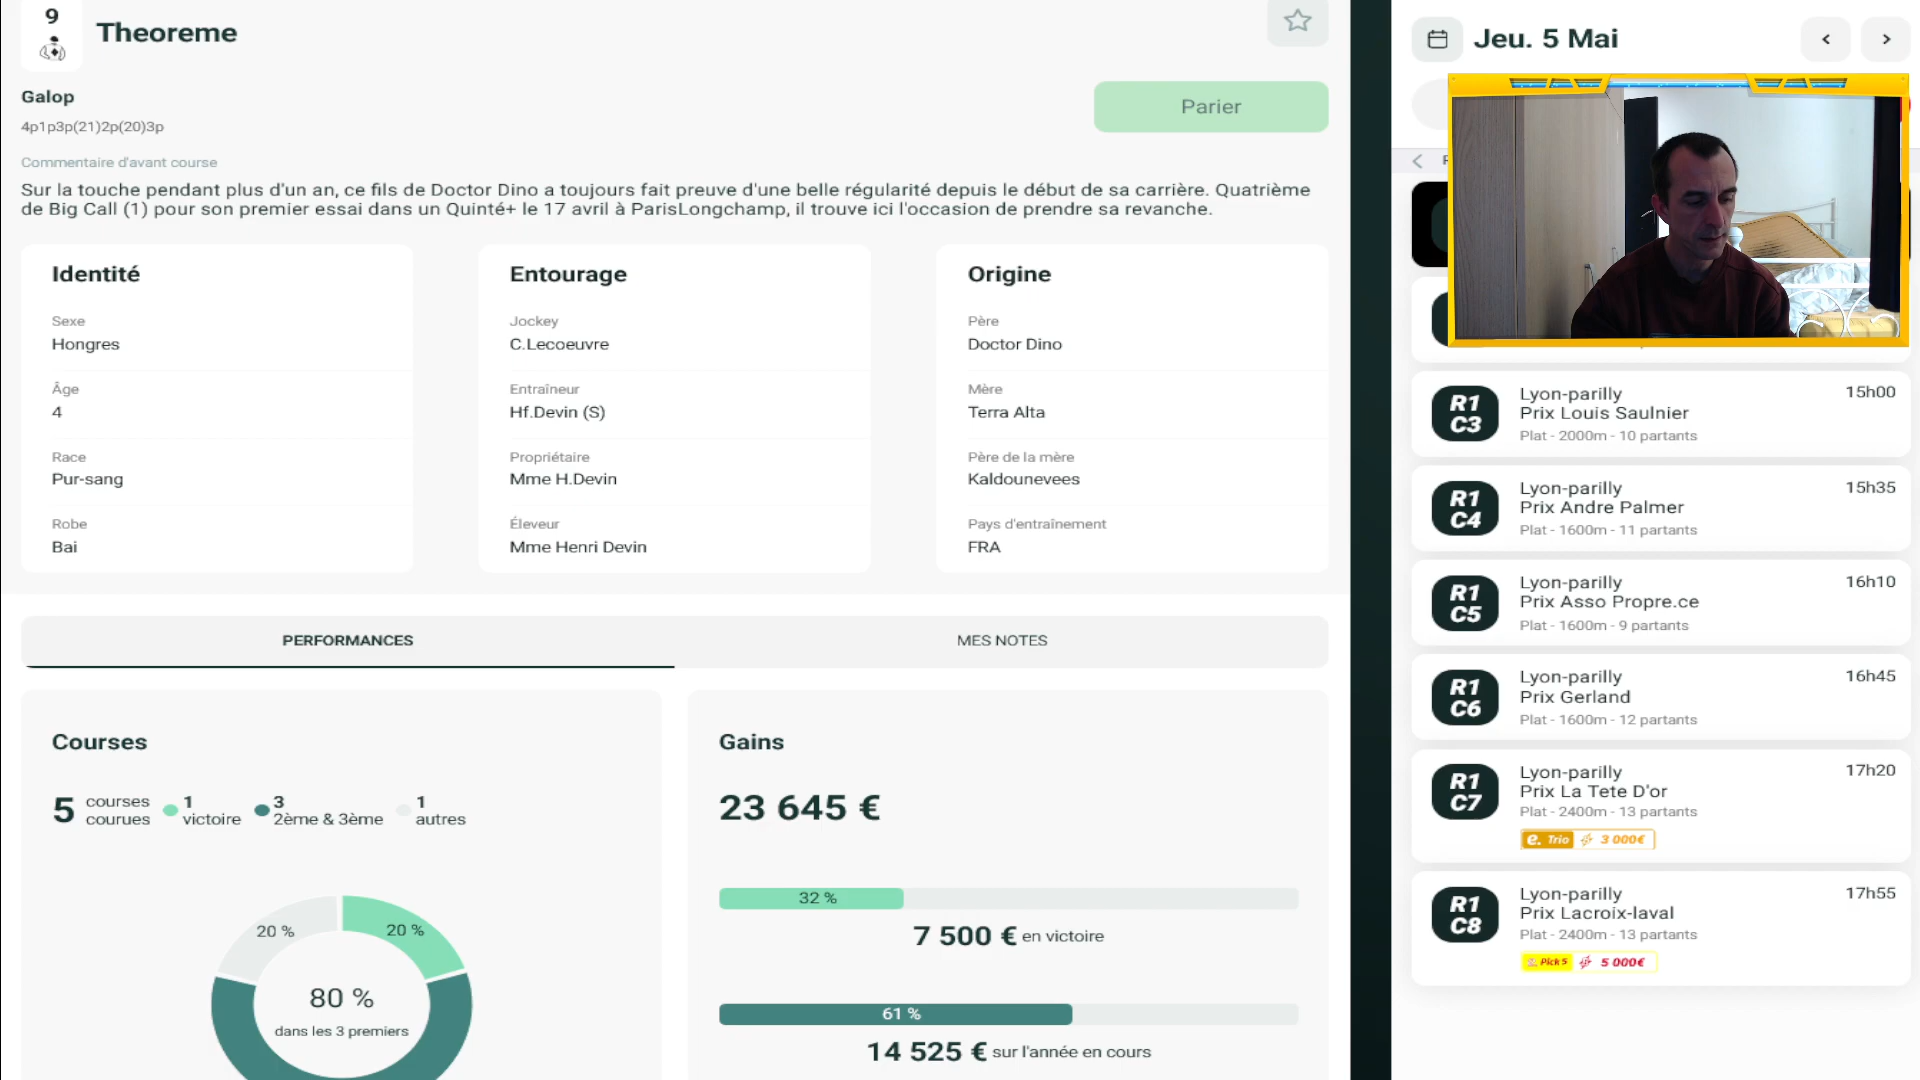 9
Theoreme
Galop
Parier
4p1p3p(21)2p(20)3p
Commentaire d'avant course
Sur la touche pendant plus d'un an, ce fils de Doctor Dino a toujours fait preuve d'une belle régularité depuis le début de sa carrière. Quatrième
de Big Call (1) pour son premier essai dans un Quinté+ le 17 avril à ParisLongchamp, il trouve ici l'occasion de prendre sa revanche.
Identité
Sexe
Hongres
Âge
4
Race
Pur-sang
Robe
Bai
Entourage
Jockey
C.Lecoeuvre
Entraîneur
Hf.Devin (S)
Propriétaire
Mme H.Devin
Éleveur
Mme Henri Devin
Origine
Père
Doctor Dino
Mère
Terra Alta
Père de la mère
Kaldounevees
Pays d'entraînement
FRA
PERFORMANCES
MES NOTES
Courses
5 courses courues
1 victoire
3 2ème & 3ème
1 autres
20 %
20 %
80 %
dans les 3 premiers
Gains
23 645 €
32 %
7 500 € en victoire
61 %
14 525 € sur l'année en cours
Jeu. 5 Mai
R1 C3
Lyon-parilly
15h00
Prix Louis Saulnier
Plat - 2000m - 10 partants
R1 C4
Lyon-parilly
15h35
Prix Andre Palmer
Plat - 1600m - 11 partants
R1 C5
Lyon-parilly
16h10
Prix Asso Propre.ce
Plat - 1600m - 9 partants
R1 C6
Lyon-parilly
16h45
Prix Gerland
Plat - 1600m - 12 partants
R1 C7
Lyon-parilly
17h20
Prix La Tete D'or
Plat - 2400m - 13 partants
e. Trio 3 000€
R1 C8
Lyon-parilly
17h55
Prix Lacroix-laval
Plat - 2400m - 13 partants
Pick 5 5 000€